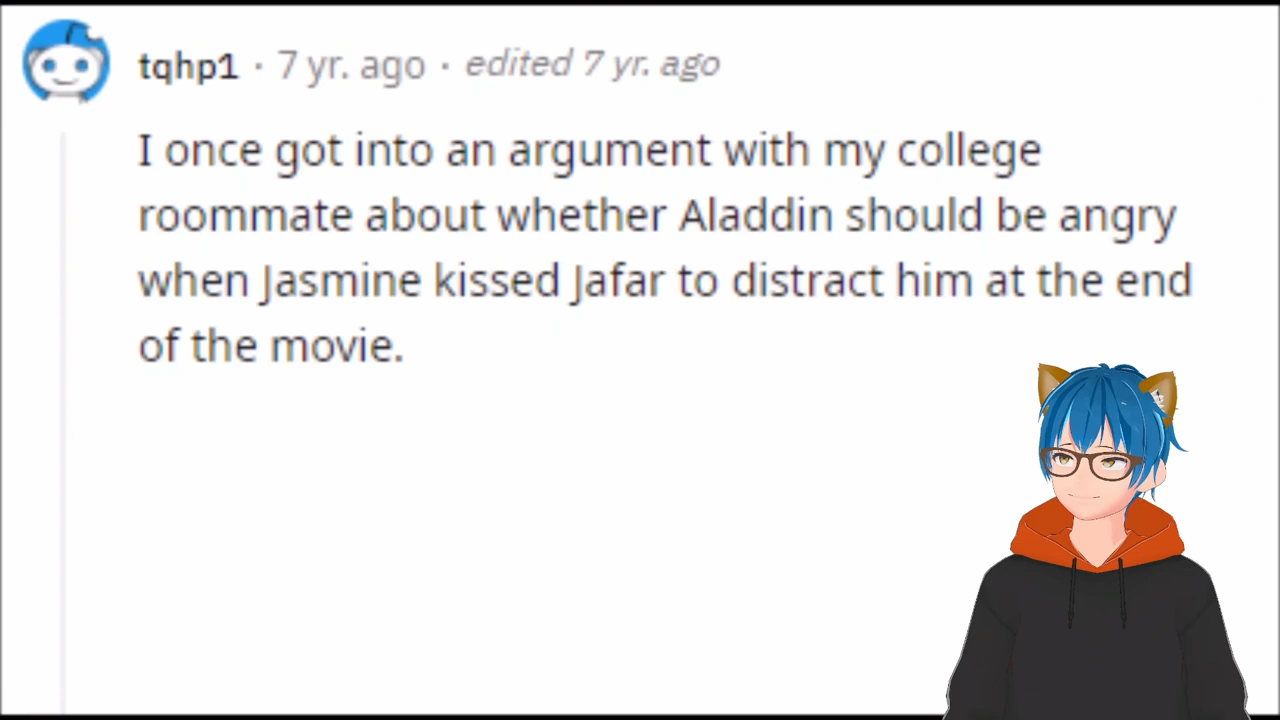 tqhp1 · 7 yr. ago · edited 7 yr. ago
I once got into an argument with my college
roommate about whether Aladdin should be angry
when Jasmine kissed Jafar to distract him at the end
of the movie.